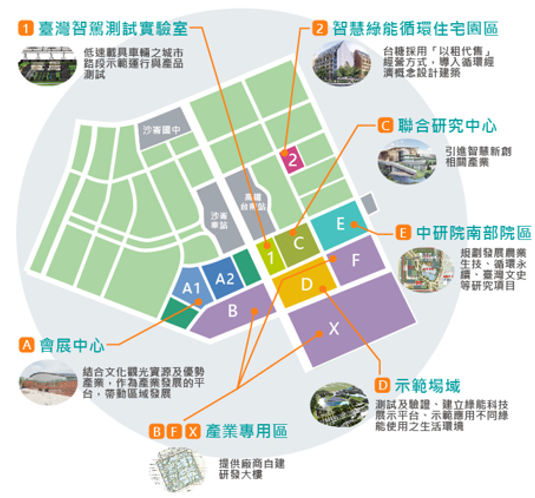 1 臺灣智駕測試實驗室
低速載具車輛之城市
路段示範運行與產品
測試
2 智慧綠能循環住宅園區
台糖採用「以租代售」
經營方式，導入循環經
濟概念設計建築
C 聯合研究中心
引進智慧新創
相關產業
沙崙國中
2
高鐵
台南站
沙崙
車站
E
1
C
F
D
A1
A2
B
X
E 中研院南部院區
規劃發展農業
生技、循環永
續、臺灣文史
等研究項目
A 會展中心
結合文化觀光資源及優勢
產業，作為產業發展的平
台，帶動區域發展
D 示範場域
測試及驗證、建立綠能科技
展示平台、示範應用不同綠
能使用之生活環境
B F X 產業專用區
提供廠商自建
研發大樓